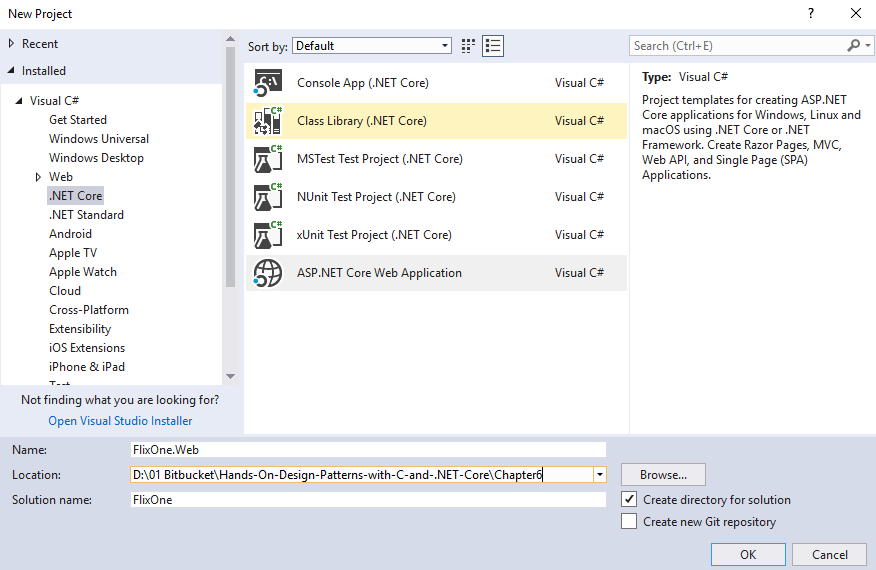 New Project
?
Recent
Installed
Visual C#
Get Started
Windows Universal
Windows Desktop
Web
.NET Core
.NET Standard
Android
Apple TV
Apple Watch
Cloud
Cross-Platform
Extensibility
iOS Extensions
iPhone & iPad
Not finding what you are looking for?
Open Visual Studio Installer
Sort by: Default
Console App (.NET Core) Visual C#
Class Library (.NET Core) Visual C#
MSTest Test Project (.NET Core) Visual C#
NUnit Test Project (.NET Core) Visual C#
xUnit Test Project (.NET Core) Visual C#
ASP.NET Core Web Application Visual C#
Search (Ctrl+E)
Type: Visual C#
Project templates for creating ASP.NET
Core applications for Windows, Linux and
macOS using .NET Core or .NET
Framework. Create Razor Pages, MVC,
Web API, and Single Page (SPA)
Applications.
Name: FlixOne.Web
Location: D:\01 Bitbucket\Hands-On-Design-Patterns-with-C-and-.NET-Core\Chapter6
Browse...
Solution name: FlixOne
Create directory for solution
Create new Git repository
OK
Cancel